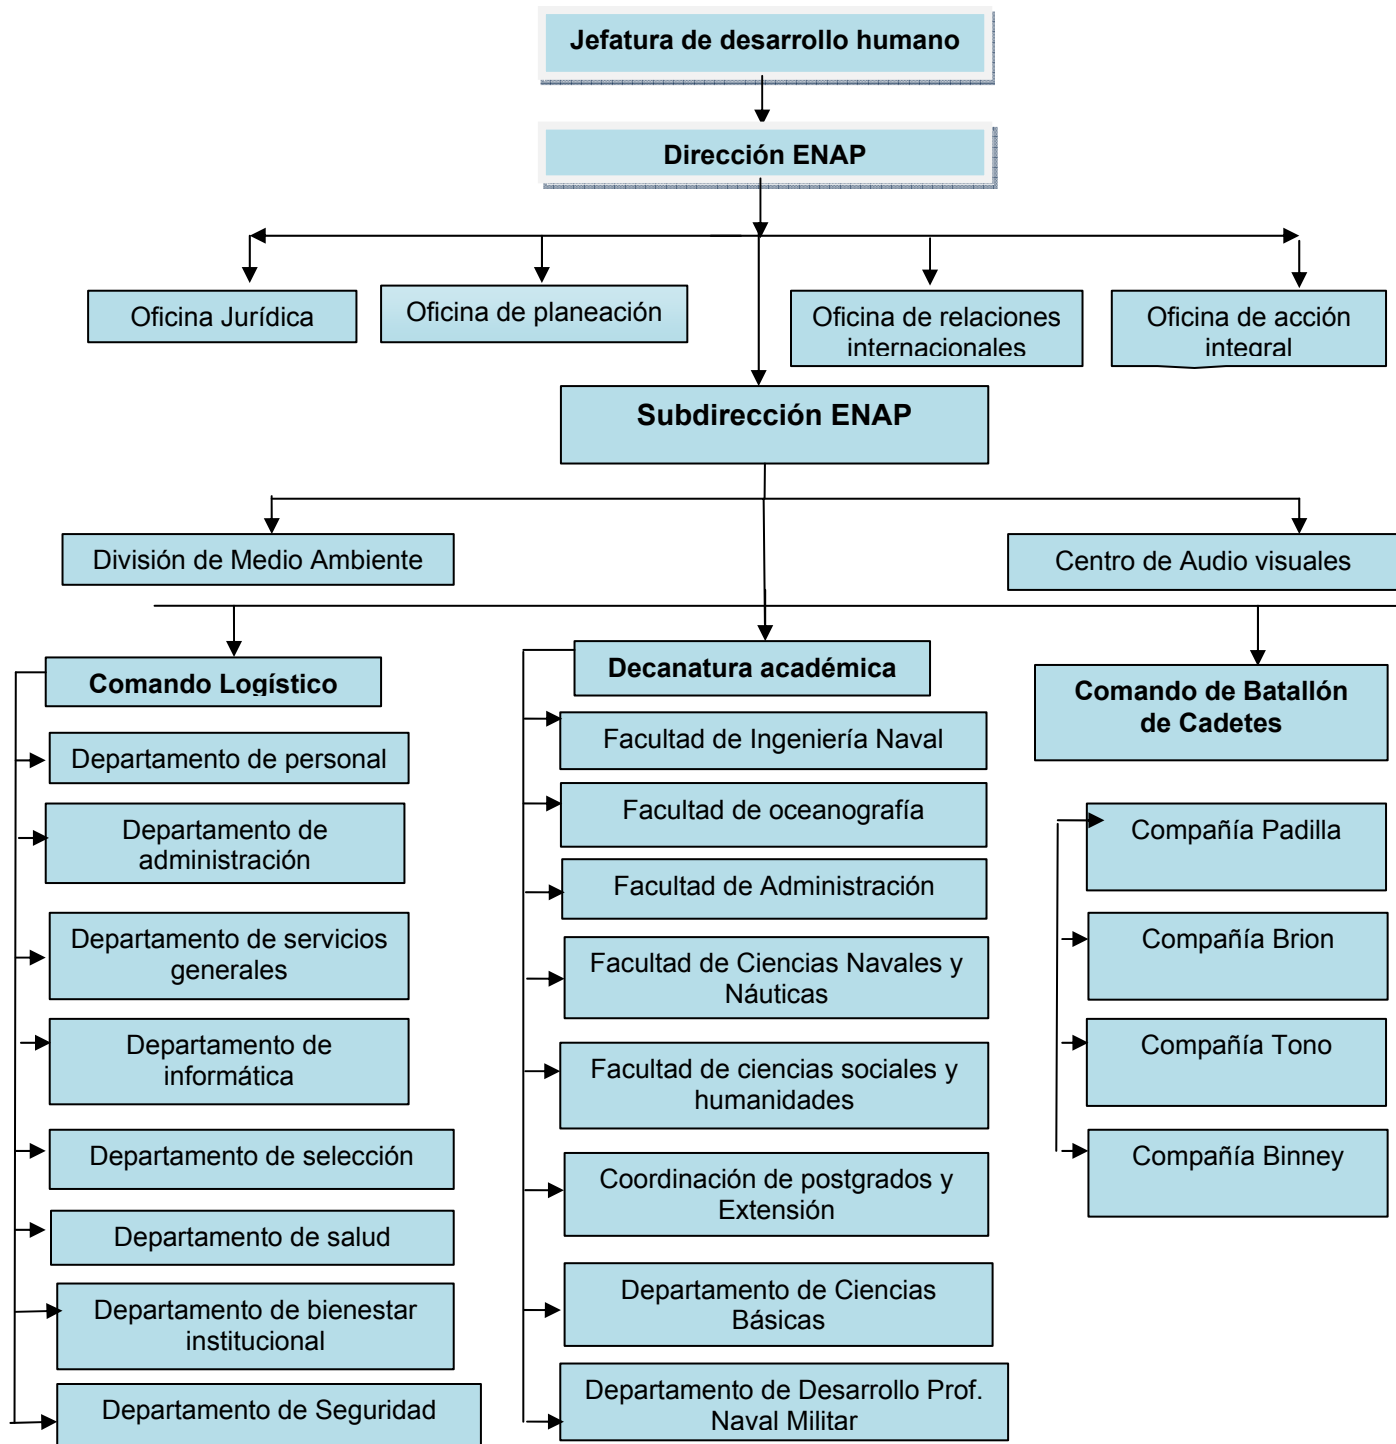 Jefatura de desarrollo humano
Dirección ENAP
Oficina Jurídica
Oficina de planeación
Oficina de relaciones
internacionales
Oficina de acción
integral
Subdirección ENAP
División de Medio Ambiente
Centro de Audio visuales
Comando Logístico
Departamento de personal
Departamento de
administración
Departamento de servicios
generales
Departamento de
informática
Departamento de selección
Departamento de salud
Departamento de bienestar
institucional
Departamento de Seguridad
Decanatura académica
Facultad de Ingeniería Naval
Facultad de oceanografía
Facultad de Administración
Facultad de Ciencias Navales y
Náuticas
Facultad de ciencias sociales y
humanidades
Coordinación de postgrados y
Extensión
Departamento de Ciencias
Básicas
Departamento de Desarrollo Prof.
Naval Militar
Comando de Batallón
de Cadetes
Compañía Padilla
Compañía Brion
Compañía Tono
Compañía Binney